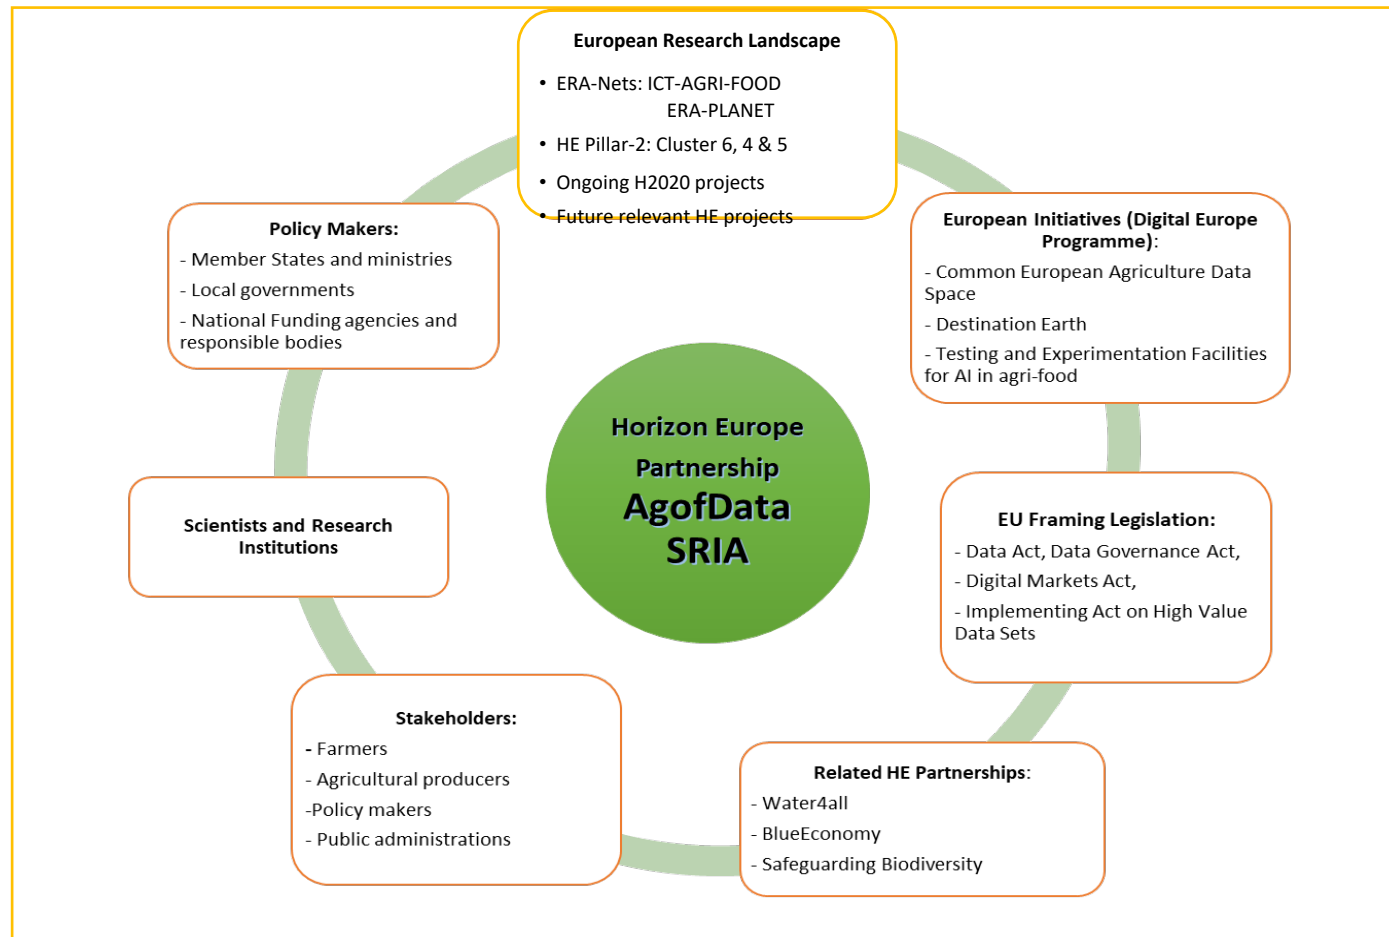 European Research Landscape
• ERA-Nets: ICT-AGRI-FOOD
ERA-PLANET
• HE Pillar-2: Cluster 6, 4 & 5
• Ongoing H2020 projects
• Future relevant HE projects
European Initiatives (Digital Europe
Programme):
- Common European Agriculture Data
Space
- Destination Earth
- Testing and Experimentation Facilities
for AI in agri-food
EU Framing Legislation:
- Data Act, Data Governance Act,
- Digital Markets Act,
- Implementing Act on High Value
Data Sets
Related HE Partnerships:
- Water4all
- BlueEconomy
- Safeguarding Biodiversity
Stakeholders:
- Farmers
- Agricultural producers
-Policy makers
- Public administrations
Scientists and Research
Institutions
Policy Makers:
- Member States and ministries
- Local governments
- National Funding agencies and
responsible bodies
Horizon Europe
Partnership
AgofData
SRIA